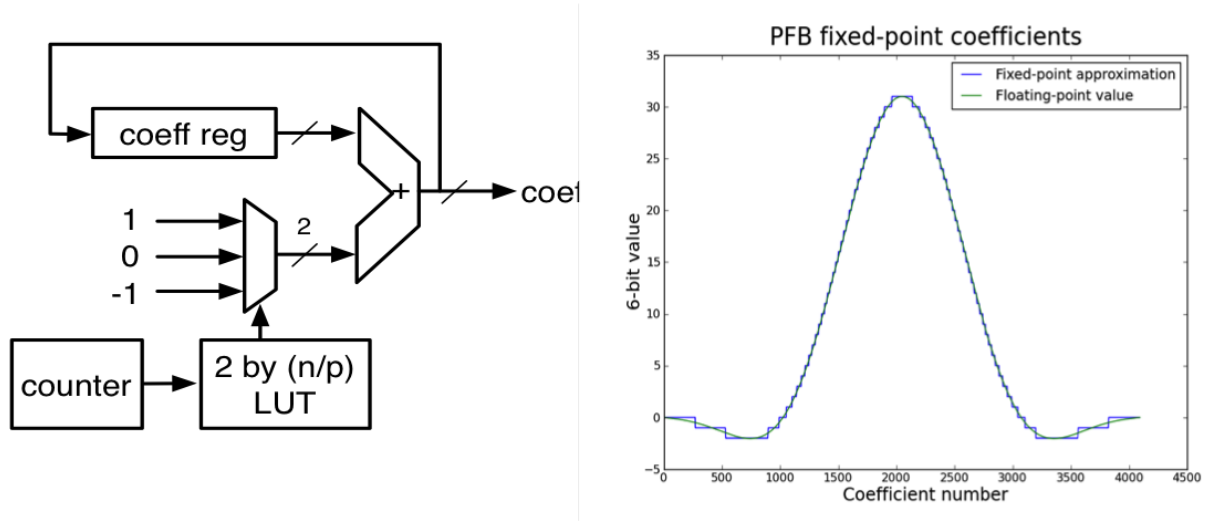 coeff reg
+
coef
1
0
-1
2
counter
2 by (n/p)
LUT
PFB fixed-point coefficients
Fixed-point approximation
Floating-point value
6-bit value
35
30
25
20
15
10
5
0
−5
0 500 1000 1500 2000 2500 3000 3500 4000 4500
Coefficient number